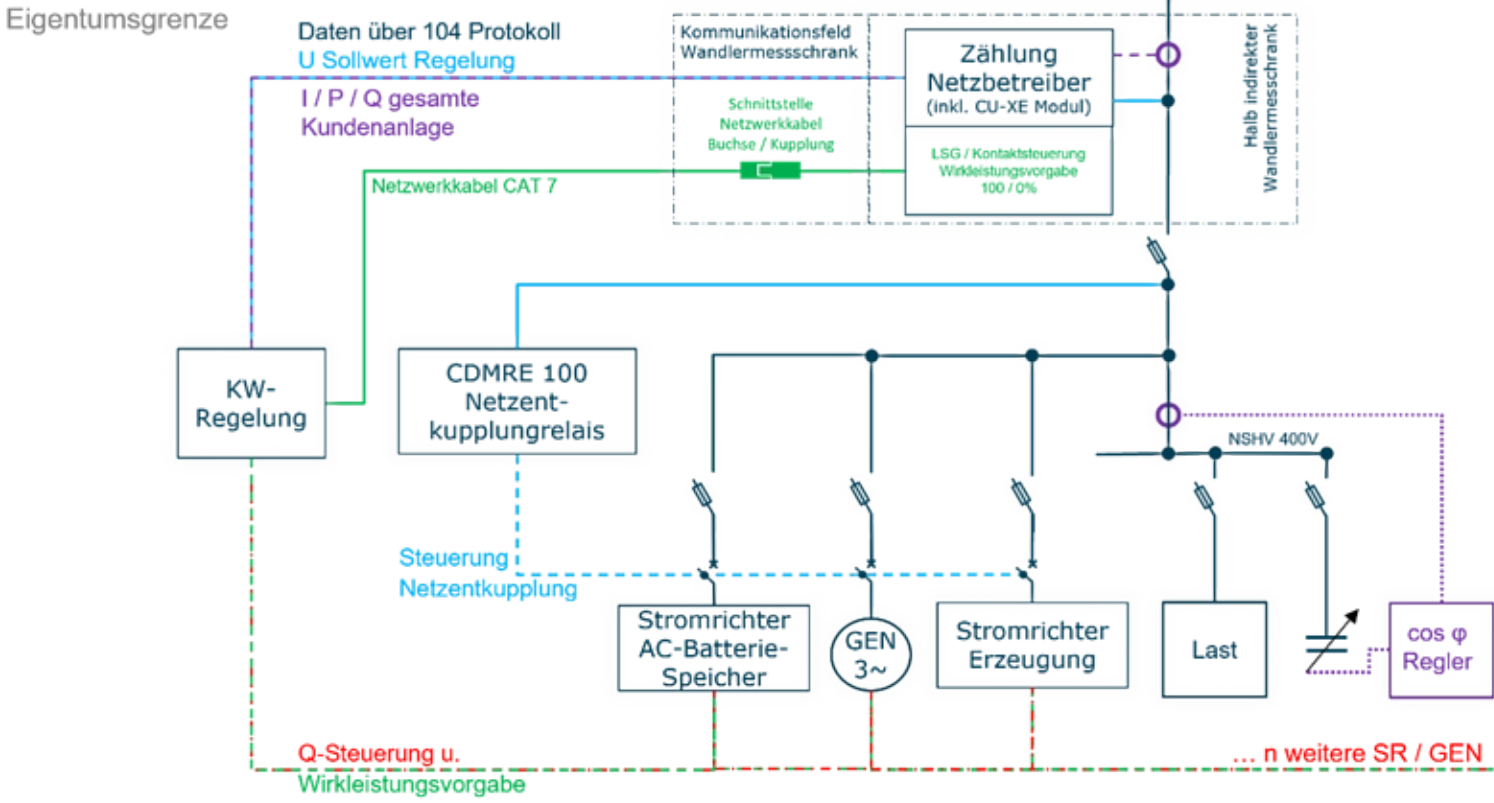 Eigentumsgrenze
Daten über 104 Protokoll
U Sollwert Regelung
I / P / Q gesamte
Kundenanlage
Kommunikationsfeld
Wandlermessschrank
Zählung
Netzbetreiber
(inkl. CU-XE Modul)
Halb indirekter
Wandlermesschrank
Schnittstelle
Netzwerkkabel
Buchse / Kupplung
LSG / Kontaktsteuerung
Wirkleistungsvorgabe
100 / 0%
Netzwerkkabel CAT 7
KW-
Regelung
CDMRE 100
Netzent-
kupplungrelais
NSHV 400V
Steuerung
Netzentkupplung
Stromrichter
AC-Batterie-
Speicher
GEN
3~
Stromrichter
Erzeugung
Last
cos φ
Regler
Q-Steuerung u.
Wirkleistungsvorgabe
... n weitere SR / GEN